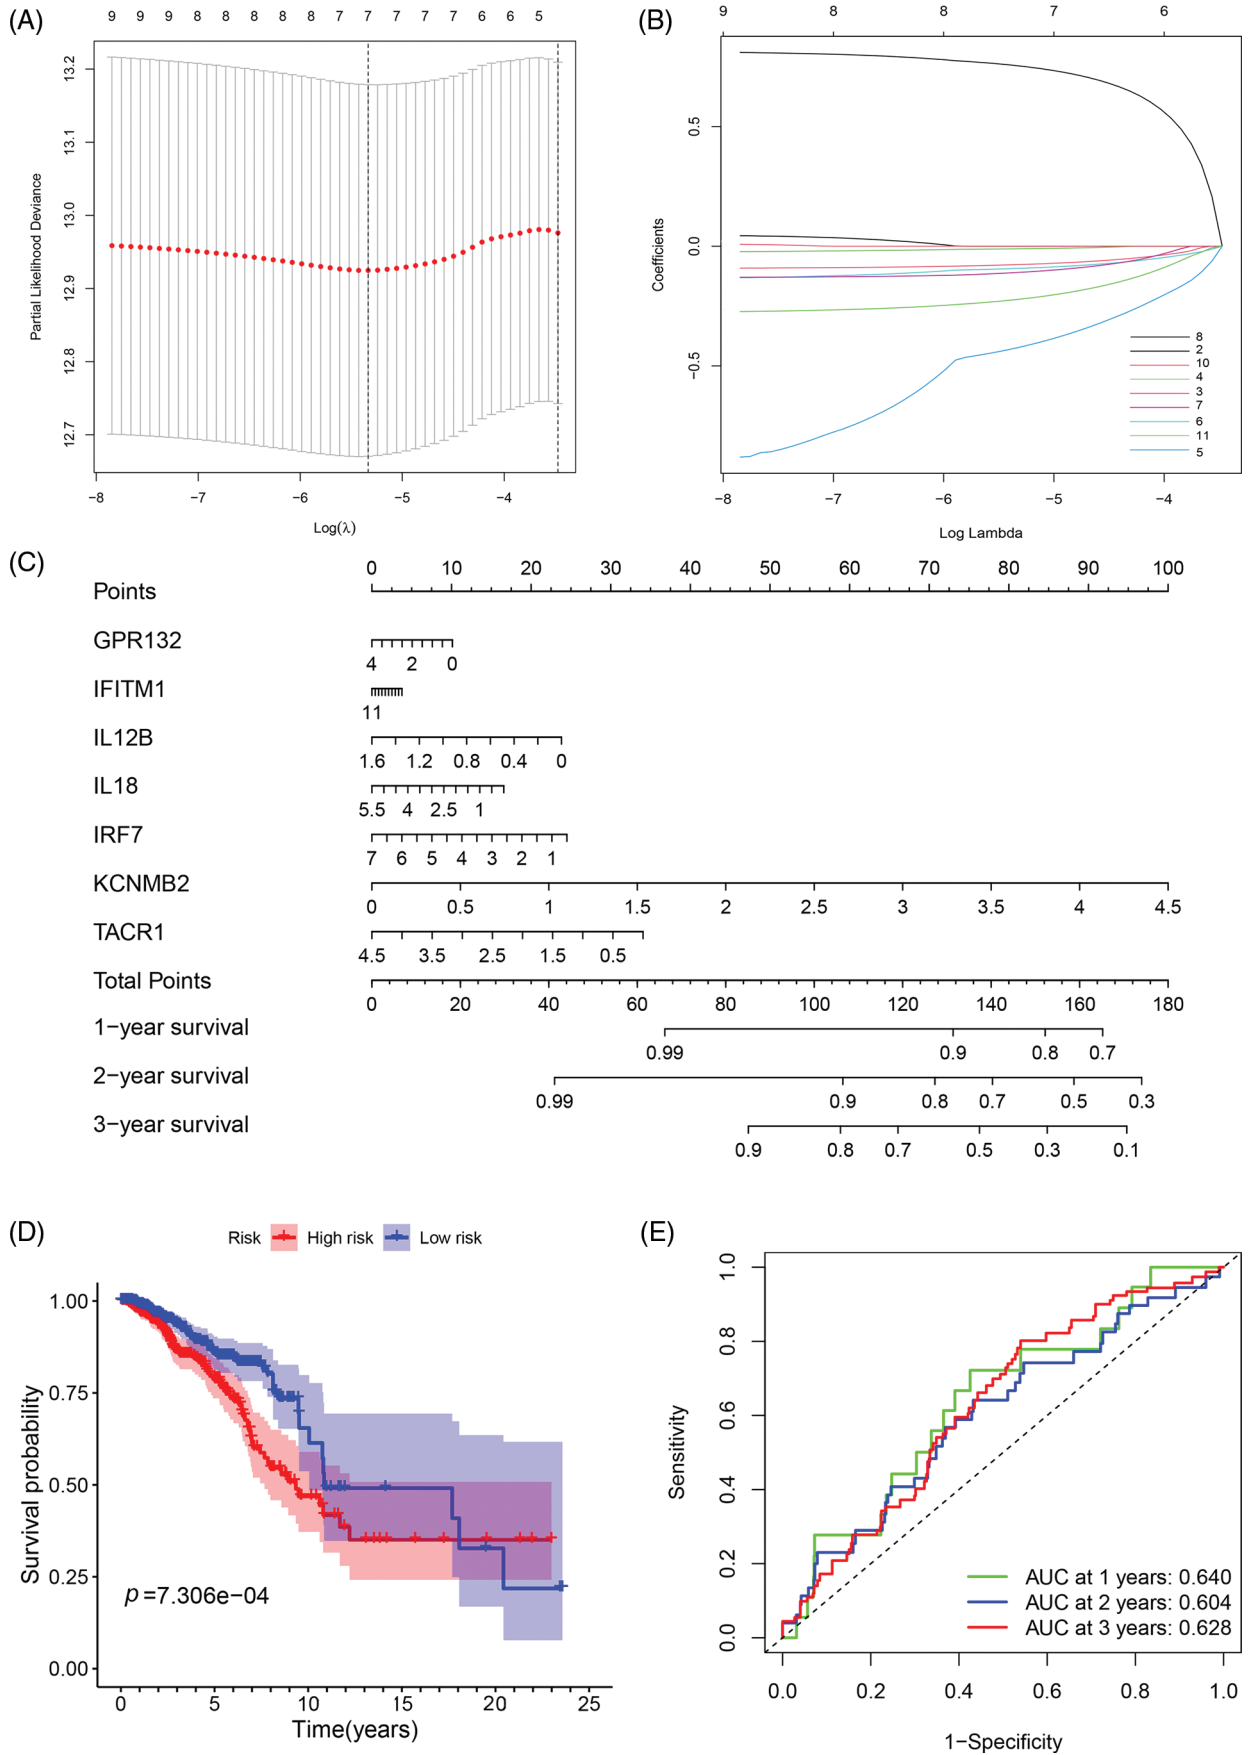 (A)
9 9 9 8 8 8 8 8 7 7 7 7 7 6 6 5
Partial Likelihood Deviance
13.2
13.1
13.0
12.9
12.8
12.7
−8 −7 −6 −5 −4
Log(λ)
(B)
9 8 8 7 6
Coefficients
0.5
0.0
−0.5
8
2
10
4
3
7
6
11
5
−8 −7 −6 −5 −4
Log Lambda
(C)
Points
0 10 20 30 40 50 60 70 80 90 100
GPR132
4 2 0
IFITM1
11
IL12B
1.6 1.2 0.8 0.4 0
IL18
5.5 4 2.5 1
IRF7
7 6 5 4 3 2 1
KCNMB2
0 0.5 1 1.5 2 2.5 3 3.5 4 4.5
TACR1
4.5 3.5 2.5 1.5 0.5
Total Points
0 20 40 60 80 100 120 140 160 180
1−year survival
0.99 0.9 0.8 0.7
2−year survival
0.99 0.9 0.8 0.7 0.5 0.3
3−year survival
0.9 0.8 0.7 0.5 0.3 0.1
(D)
Risk High risk Low risk
Survival probability
1.00
0.75
0.50
0.25
0.00
p=7.306e−04
0 5 10 15 20 25
Time(years)
(E)
Sensitivity
1.0
0.8
0.6
0.4
0.2
0.0
AUC at 1 years: 0.640
AUC at 2 years: 0.604
AUC at 3 years: 0.628
0.0 0.2 0.4 0.6 0.8 1.0
1−Specificity